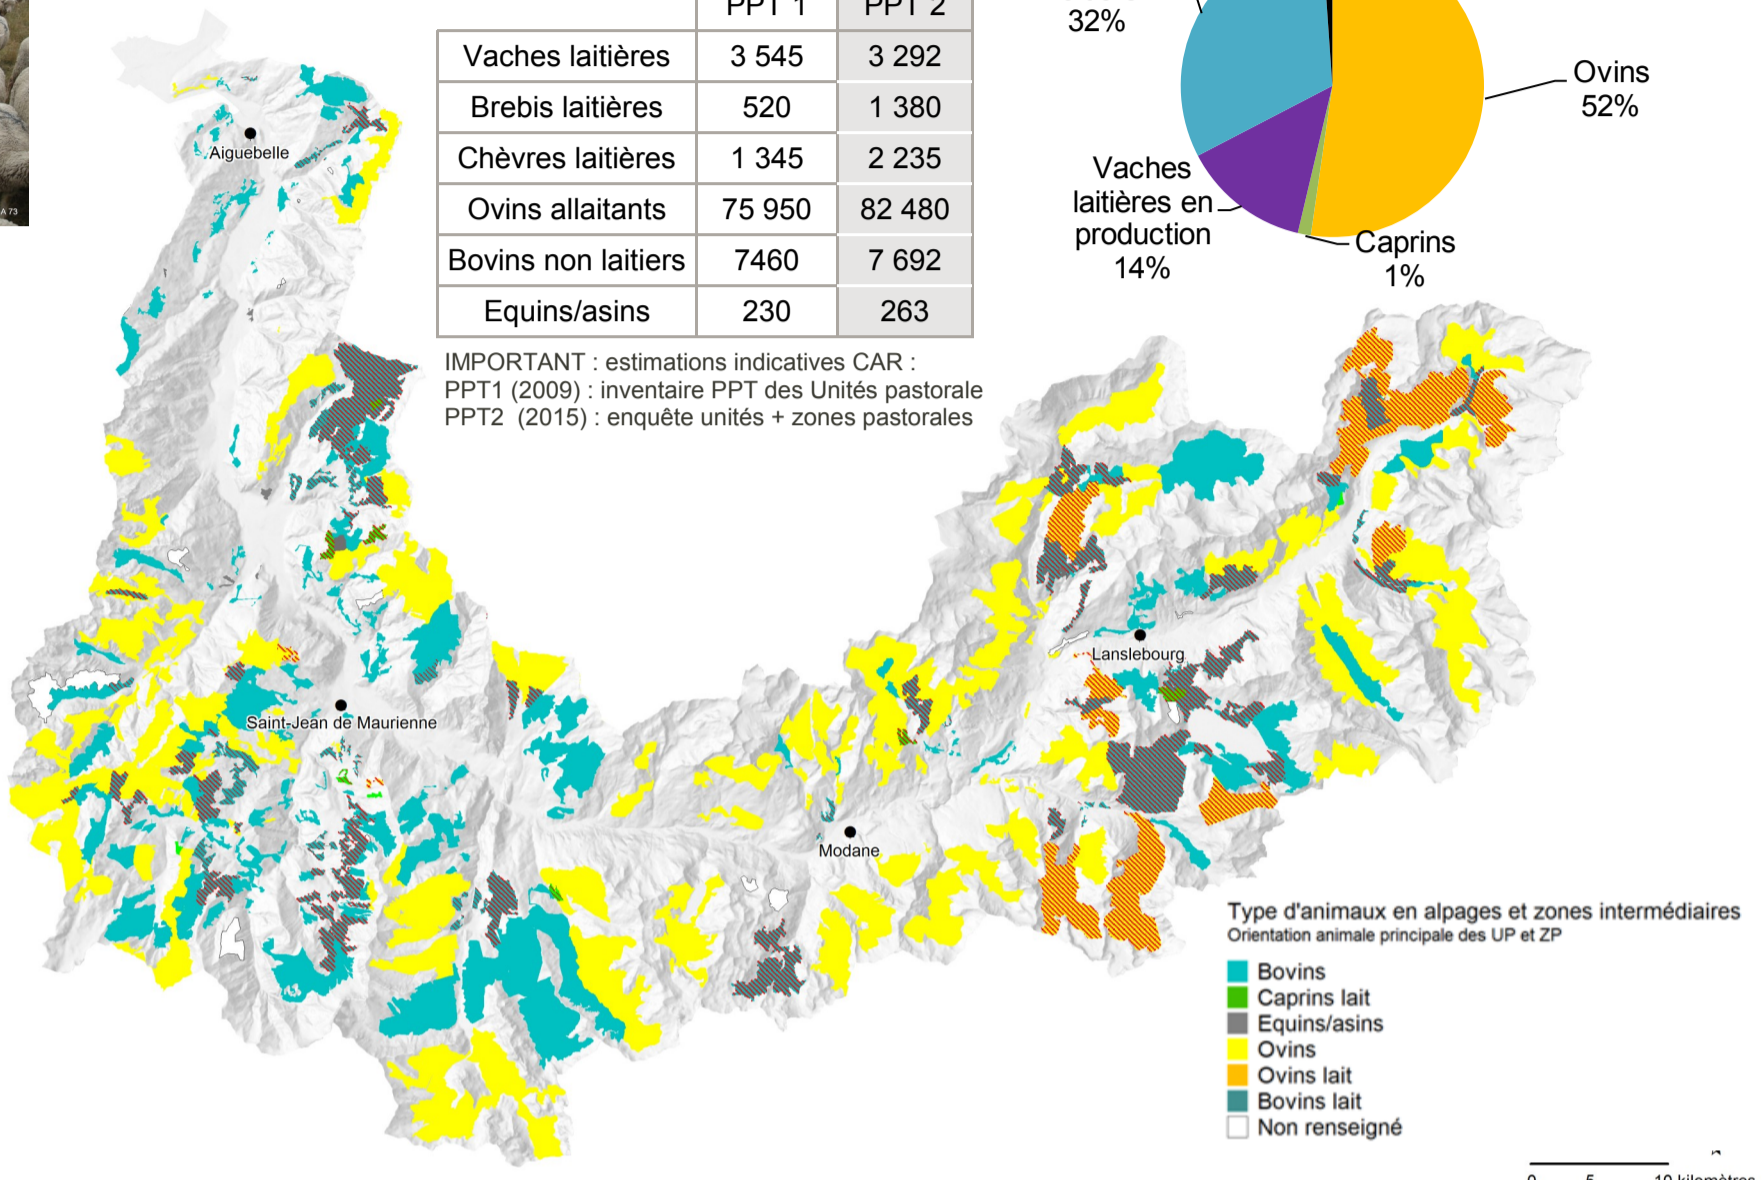 PPT 1 PPT 2
Vaches laitières 3 545 3 292
Brebis laitières 520 1 380
Chèvres laitières 1 345 2 235
Ovins allaitants 75 950 82 480
Bovins non laitiers 7460 7 692
Equins/asins 230 263
IMPORTANT : estimations indicatives CAR :
PPT1 (2009) : inventaire PPT des Unités pastorale
PPT2 (2015) : enquête unités + zones pastorales
32%
Ovins
52%
Vaches
laitières en
production
14%
Caprins
1%
A 73
Aiguebelle
Saint-Jean de Maurienne
Modane
Lanslebourg
Type d'animaux en alpages et zones intermédiaires
Orientation animale principale des UP et ZP
Bovins
Caprins lait
Equins/asins
Ovins
Ovins lait
Bovins lait
Non renseigné
0 5 10 kilomètres